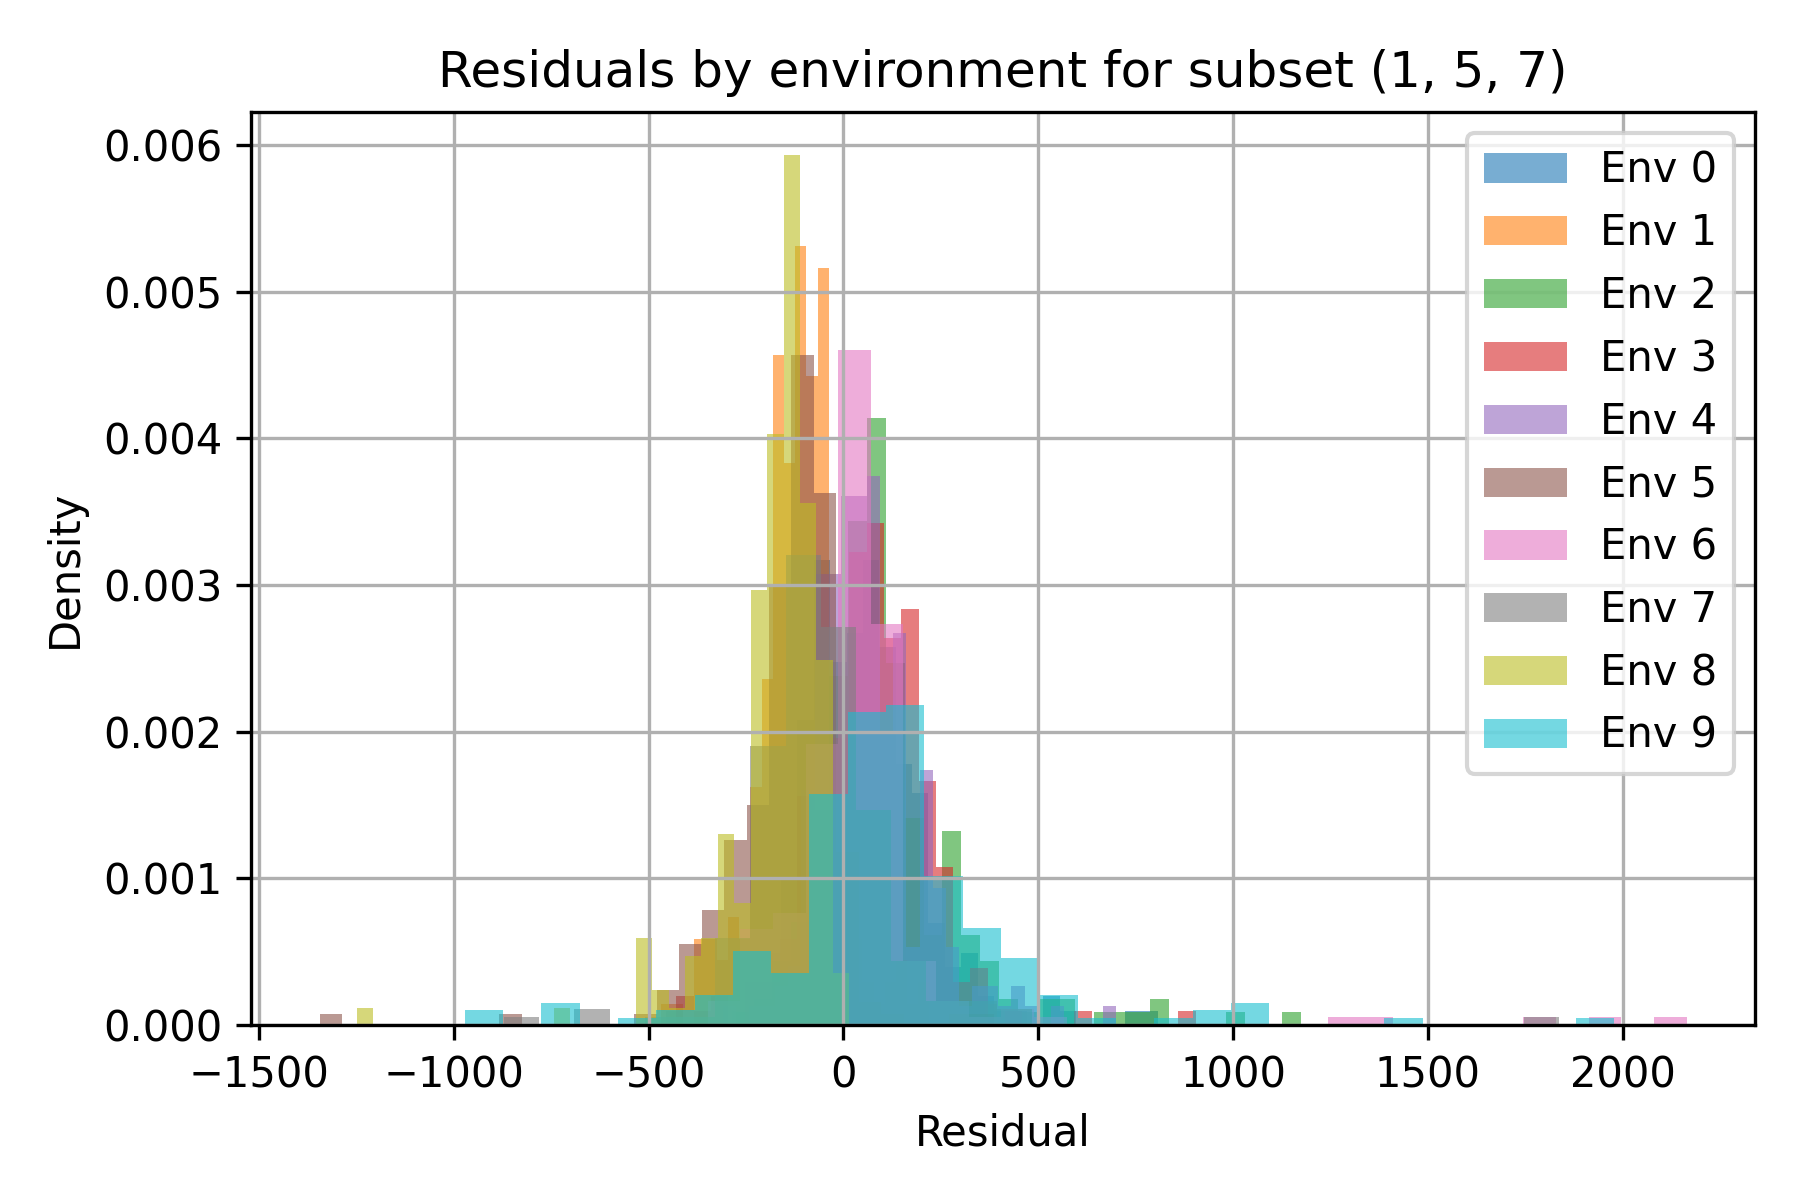 Residuals by environment for subset (1, 5, 7)
0.006
0.005
0.004
0.003
0.002
0.001
0.000
Density
−1500
−1000
−500
0
500
1000
1500
2000
Residual
Env 0
Env 1
Env 2
Env 3
Env 4
Env 5
Env 6
Env 7
Env 8
Env 9